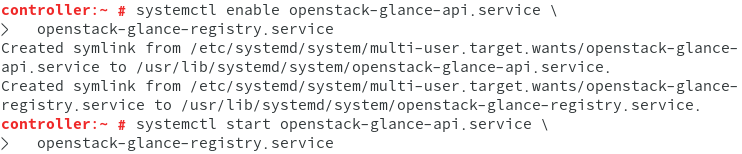 controller:~ # systemctl enable openstack-glance-api.service \
>   openstack-glance-registry.service
Created symlink from /etc/systemd/system/multi-user.target.wants/openstack-glance-
api.service to /usr/lib/systemd/system/openstack-glance-api.service.
Created symlink from /etc/systemd/system/multi-user.target.wants/openstack-glance-
registry.service to /usr/lib/systemd/system/openstack-glance-registry.service.
controller:~ # systemctl start openstack-glance-api.service \
>   openstack-glance-registry.service